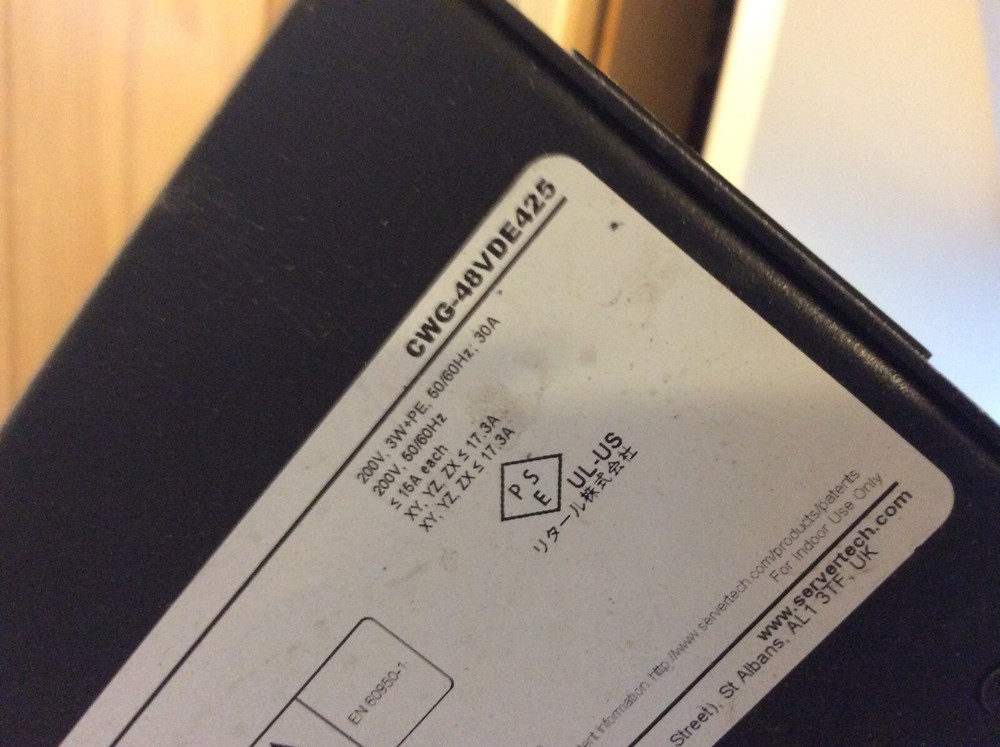 CWG-48VDE425
200V, 3W+PE, 50/60Hz; 30A
200V, 50/60Hz
≤ 15A each
XY, YZ, ZX ≤ 17.3A
XY, YZ, ZX ≤ 17.3A
PSE
UL-US
リタール株式会社
EN 60950-1
information: http://www.servertech.com/products/patents
For Indoor Use Only
www.servertech.com
Street), St Albans, AL1 3TF, UK